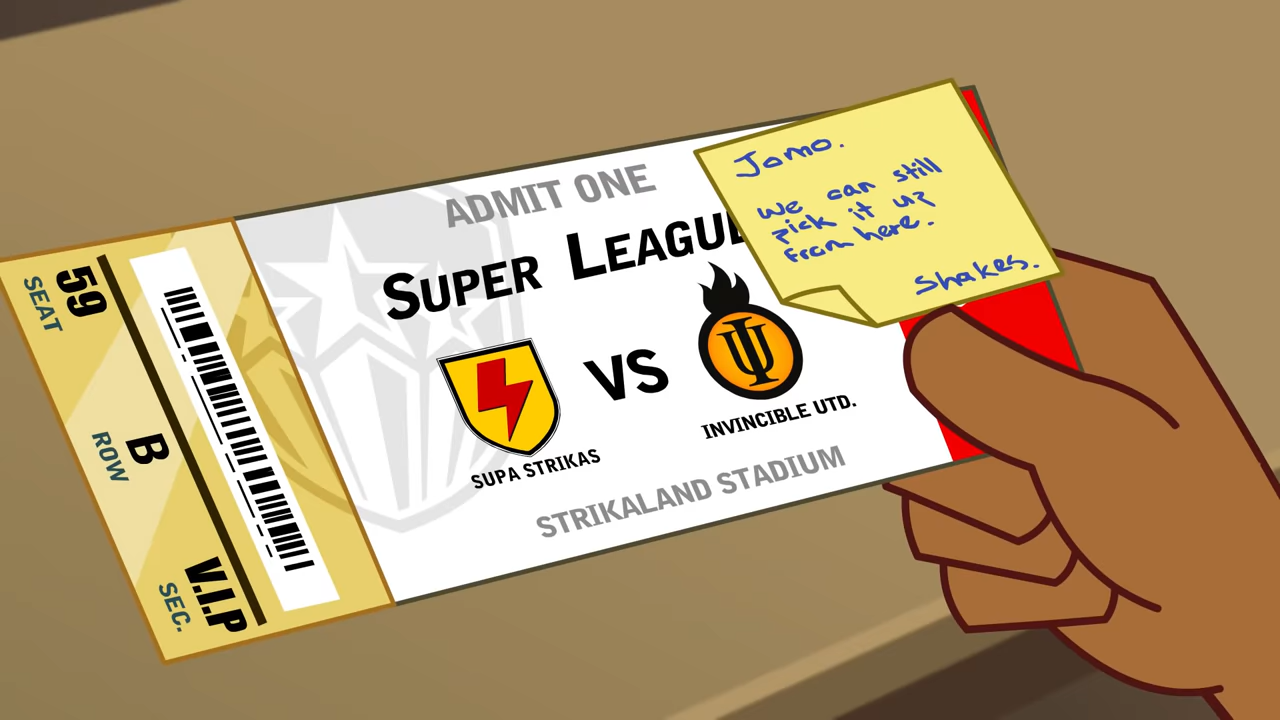 ADMIT ONE
SUPER LEAGUE
VS
SUPA STRIKAS
INVINCIBLE UTD.
STRIKALAND STADIUM
59
SEAT
B
ROW
V.I.P
SEC.
Jomo.
We can still
pick it up
from here.
Shakes.